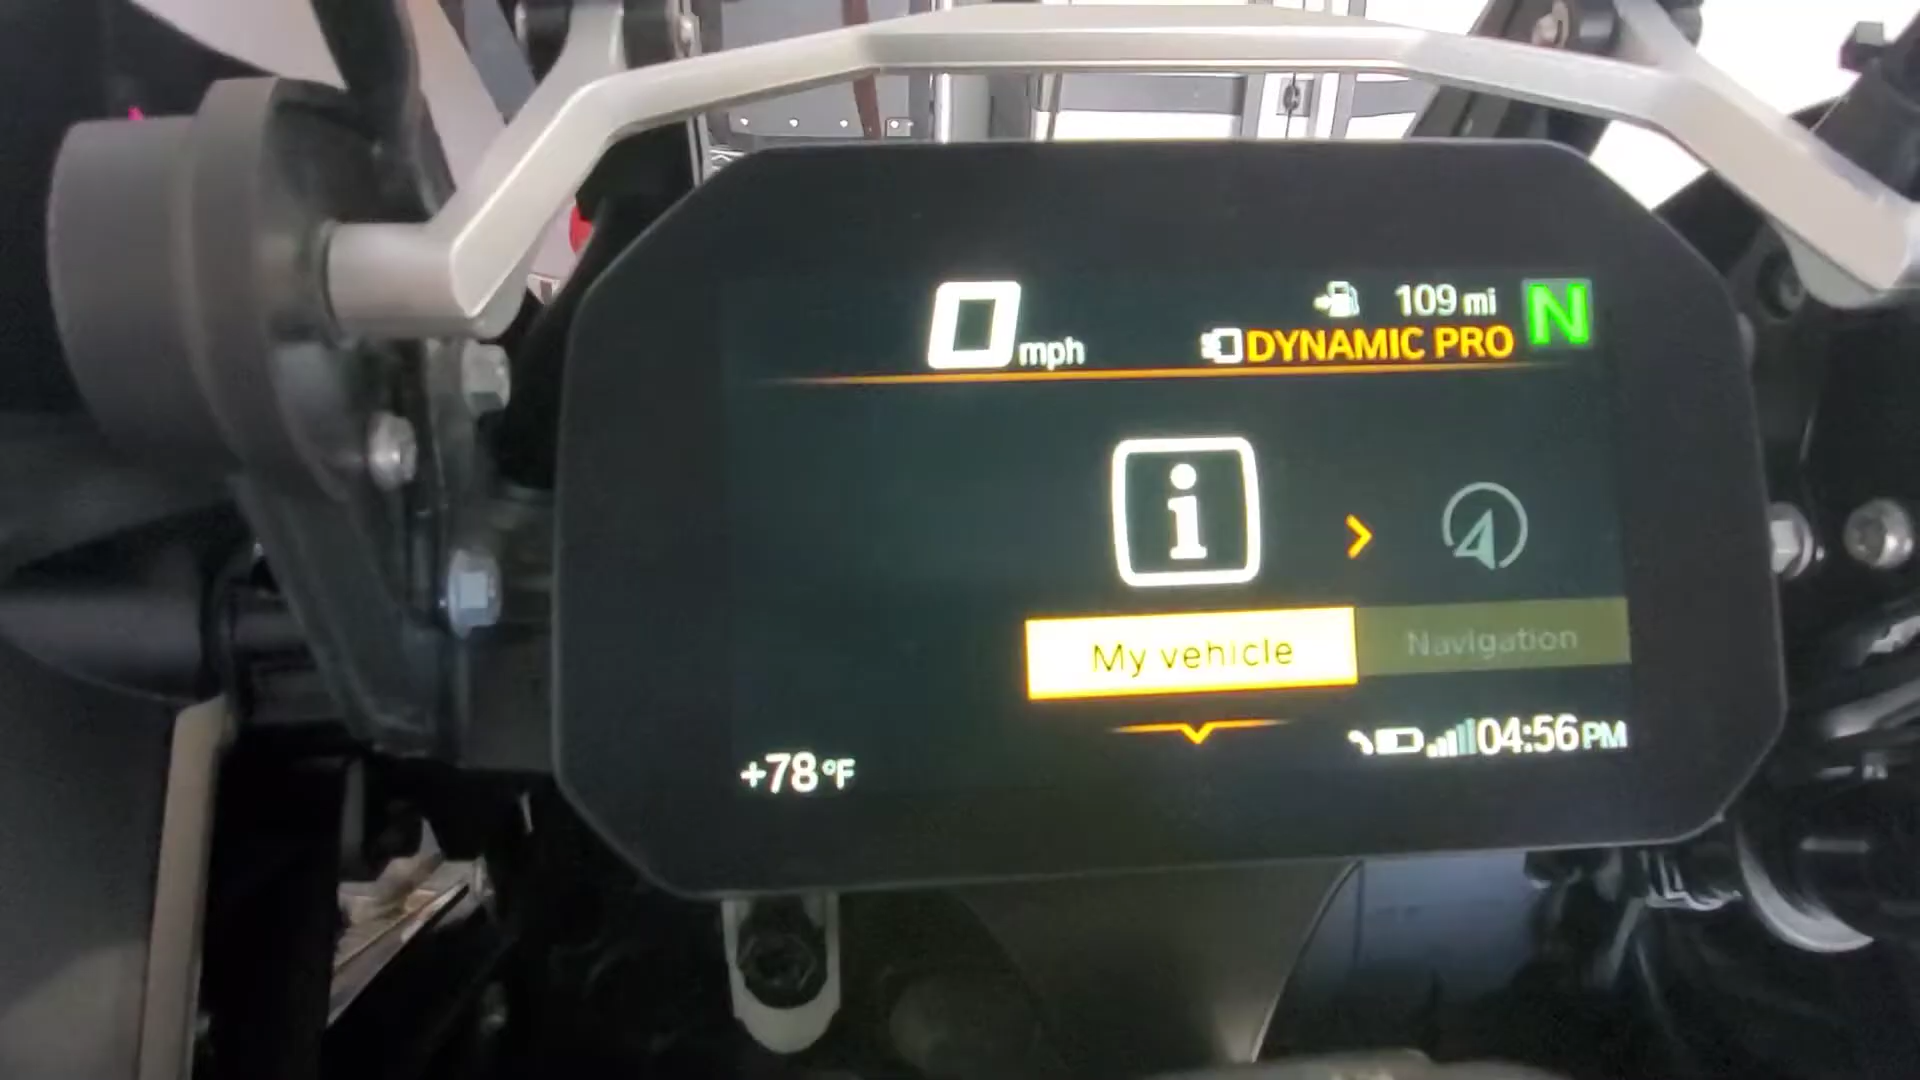 0 mph
109 mi
N
DYNAMIC PRO
i
My vehicle
Navigation
+78°F
04:56 PM